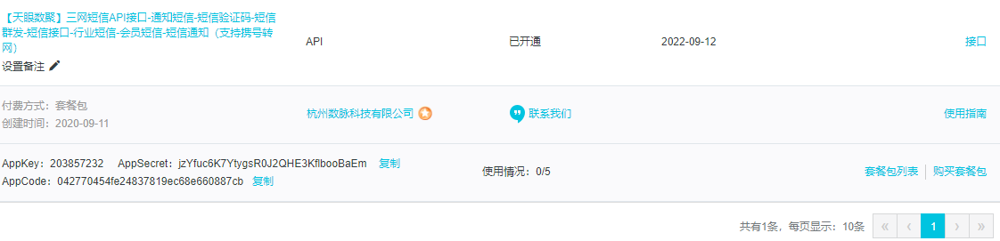 【天眼数聚】三网短信API接口-通知短信-短信验证码-短信
群发-短信接口-行业短信-会员短信-短信通知（支持携号转
网）
API
已开通
2022-09-12
接口
设置备注
付费方式：套餐包
创建时间：2020-09-11
杭州数脉科技有限公司
联系我们
使用指南
AppKey：203857232 AppSecret：jzYfuc6K7YtygsR0J2QHE3KflbooBaEm 复制
AppCode：042770454fe24837819ec68e660887cb 复制
使用情况：0/5
套餐包列表 购买套餐包
共有1条，每页显示：10条 « ‹ 1 › »